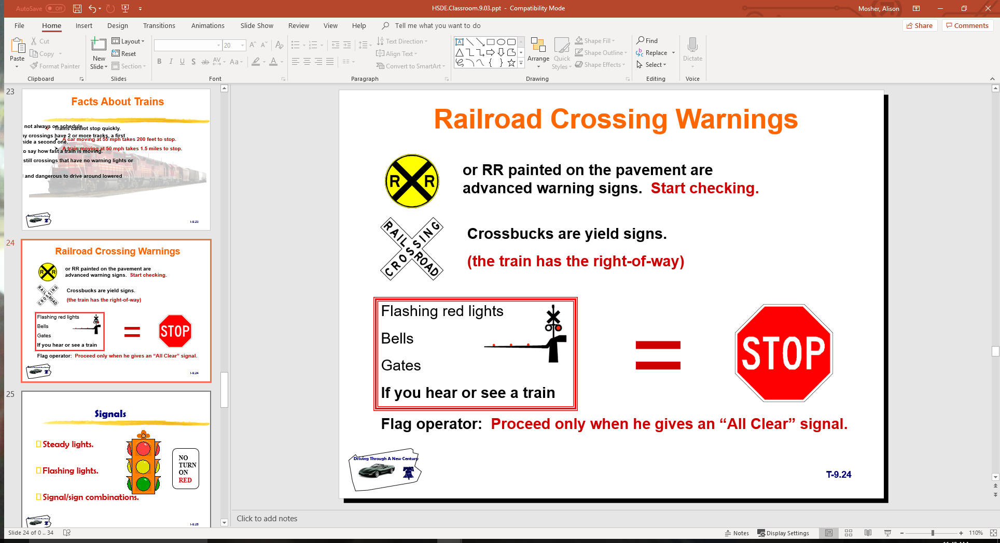 AutoSave Off
HSDE.Classroom.9.03.ppt - Compatibility Mode
Mosher, Alison
File Home Insert Design Transitions Animations Slide Show Review View Help Tell me what you want to do
Share Comments
Paste
Cut
Copy
Format Painter
Clipboard
New
Slide
Layout
Reset
Section
Slides
20
B I U S ab AV Aa A
Font
Text Direction
Align Text
Convert to SmartArt
Paragraph
Arrange
Quick
Styles
Shape Fill
Shape Outline
Shape Effects
Drawing
Find
Replace
Select
Editing
Dictate
Voice
23
Facts About Trains
not always on schedule
Trains cannot stop quickly.
ny crossings have 2 or more tracks, a first
hide a second one.
A car moving at 55 mph takes 200 feet to stop.
A train moving at 50 mph takes 1.5 miles to stop.
to say how fast a train is moving.
still crossings that have no warning lights or
and dangerous to drive around lowered
T-9.23
24
Railroad Crossing Warnings
R R
or RR painted on the pavement are
advanced warning signs. Start checking.
RAILROAD
CROSSING
Crossbucks are yield signs.
(the train has the right-of-way)
Flashing red lights
Bells
Gates
If you hear or see a train
=
STOP
Flag operator: Proceed only when he gives an “All Clear” signal.
T-9.24
25
Signals
Steady lights.
Flashing lights.
Signal/sign combinations.
NO
TURN
ON
RED
T-9.25
Railroad Crossing Warnings
R R
or RR painted on the pavement are
advanced warning signs. Start checking.
RAILROAD
CROSSING
Crossbucks are yield signs.
(the train has the right-of-way)
Flashing red lights
Bells
Gates
If you hear or see a train
=
STOP
Flag operator: Proceed only when he gives an “All Clear” signal.
Driving Through A New Century
T-9.24
Click to add notes
Slide 24 of 0 .. 34
Notes Display Settings
110%